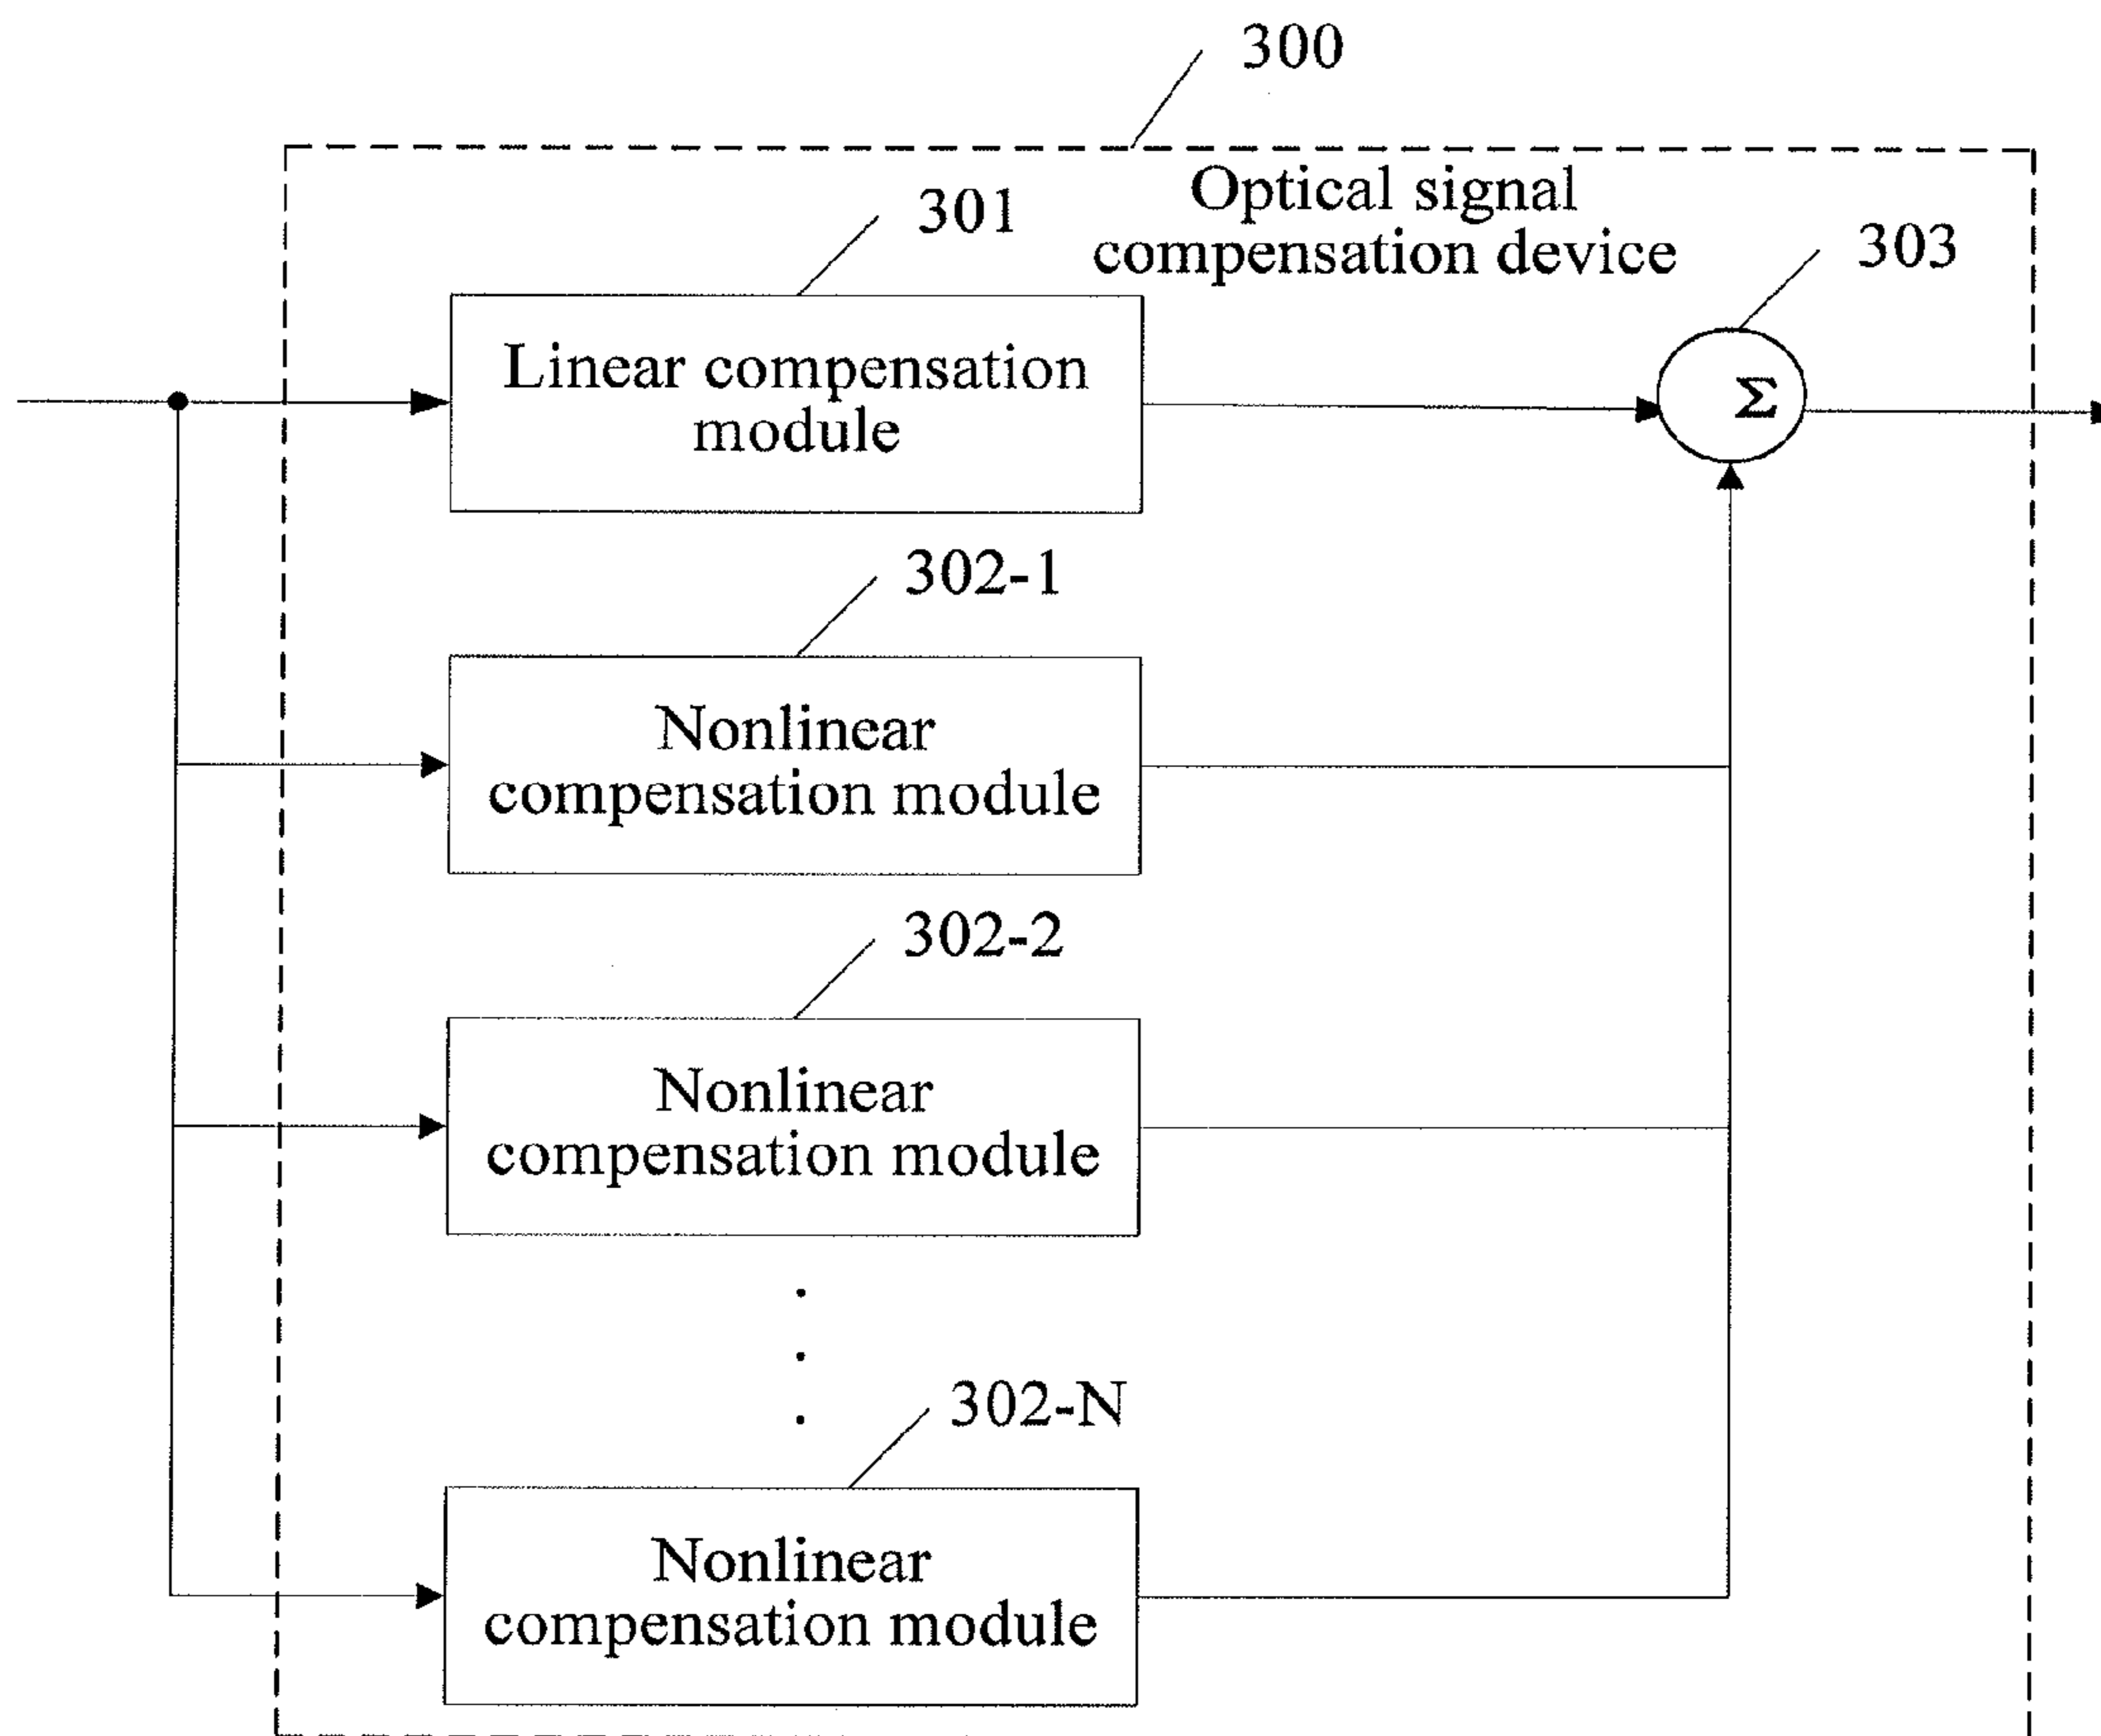 300
Optical signal
compensation device
301
303
Linear compensation
module
Σ
302-1
Nonlinear
compensation module
302-2
Nonlinear
compensation module
302-N
Nonlinear
compensation module